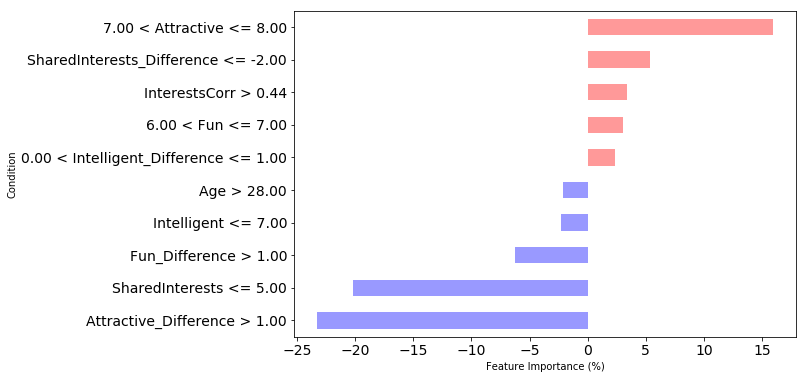 7.00 < Attractive <= 8.00
SharedInterests_Difference <= -2.00
InterestsCorr > 0.44
6.00 < Fun <= 7.00
0.00 < Intelligent_Difference <= 1.00
Age > 28.00
Intelligent <= 7.00
Fun_Difference > 1.00
SharedInterests <= 5.00
Attractive_Difference > 1.00
Condition
−25 −20 −15 −10 −5 0 5 10 15
Feature Importance (%)